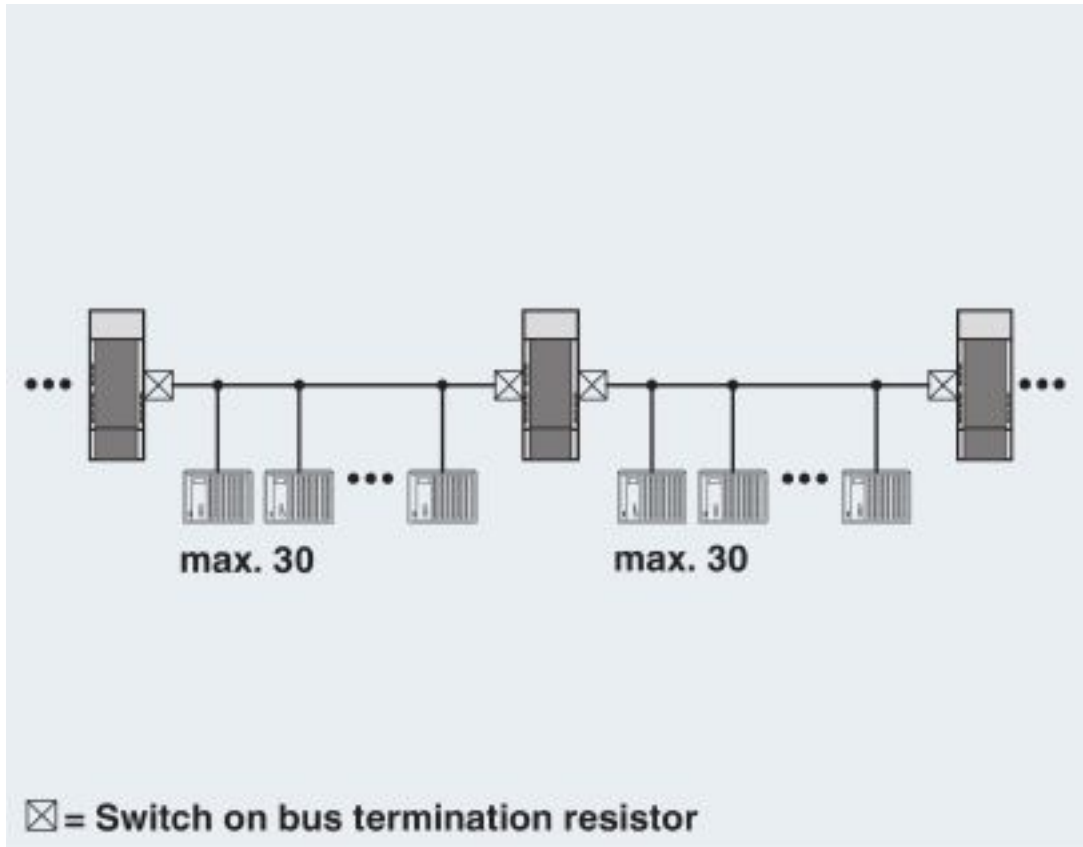 max. 30
max. 30
= Switch on bus termination resistor